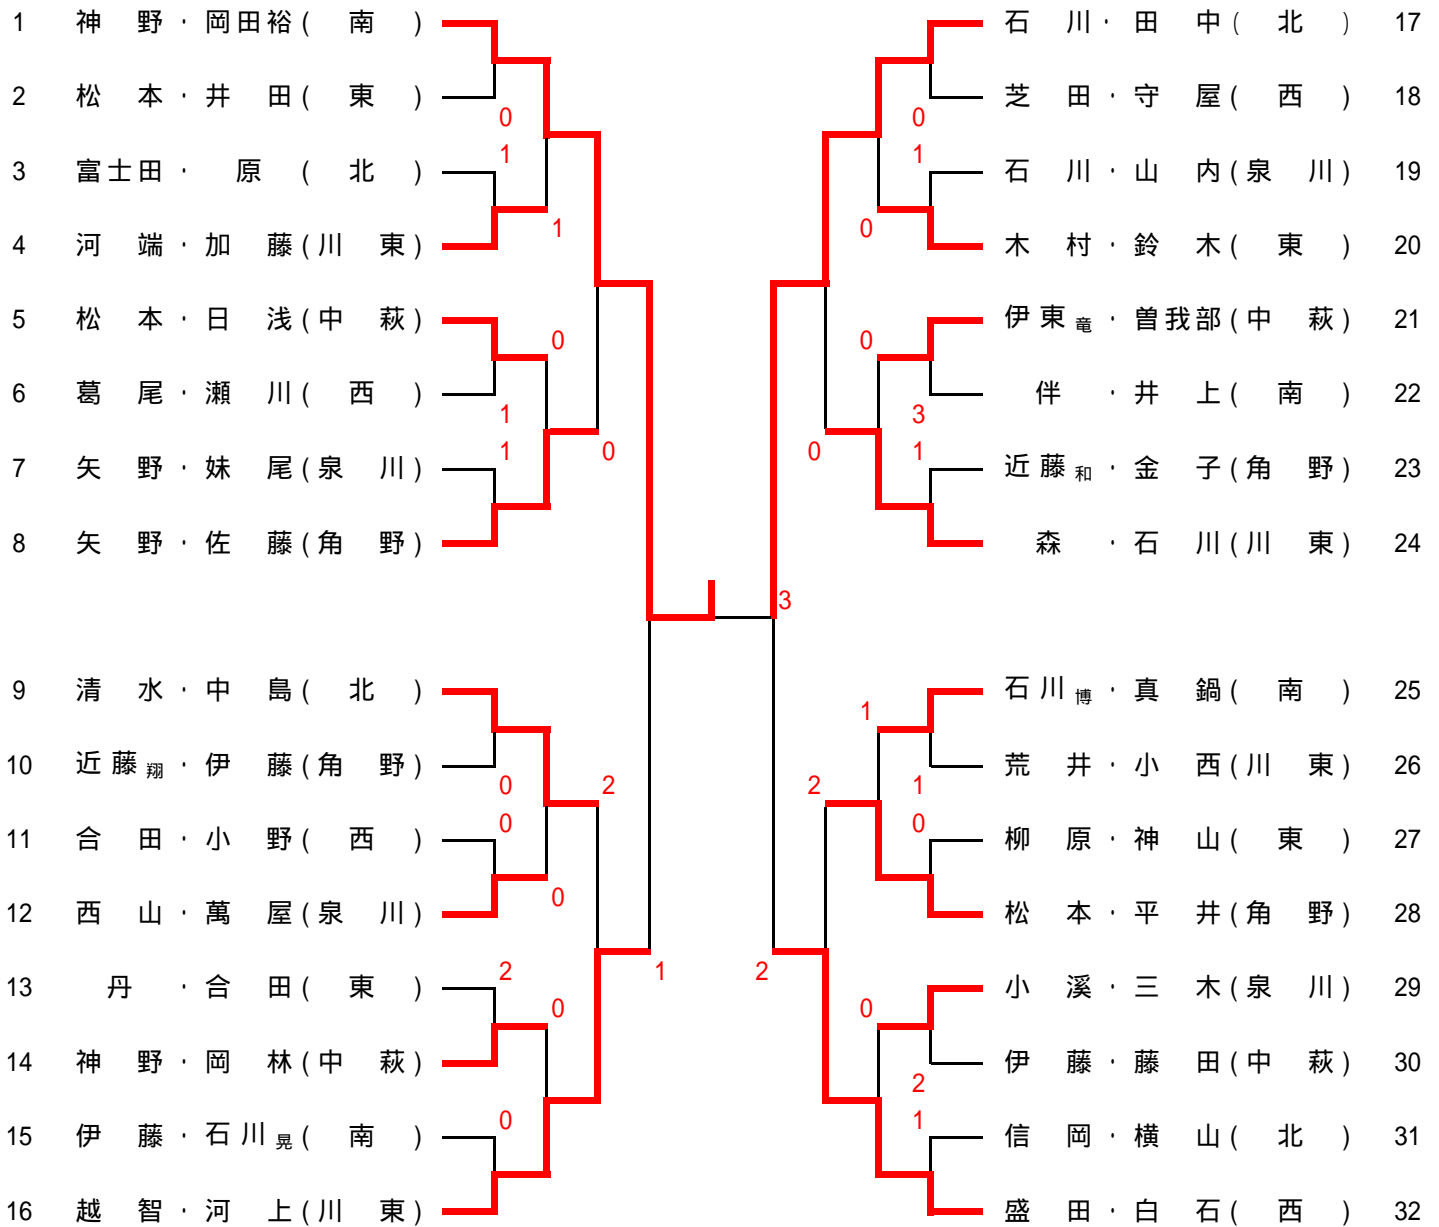 1 神 野 ・ 岡田裕 ( 南 )
2 松 本 ・ 井 田 ( 東 )
0
1
3 富士田 ・ 原 ( 北 )
1
4 河 端 ・ 加 藤 ( 川 東 )
5 松 本 ・ 日 浅 ( 中 萩 )
0
6 葛 尾 ・ 瀬 川 ( 西 )
1
1
0
7 矢 野 ・ 妹 尾 ( 泉 川 )
8 矢 野 ・ 佐 藤 ( 角 野 )
9 清 水 ・ 中 島 ( 北 )
10 近 藤 翔 ・ 伊 藤 ( 角 野 )
0
2
0
11 合 田 ・ 小 野 ( 西 )
0
12 西 山 ・ 萬 屋 ( 泉 川 )
2
1
13 丹 ・ 合 田 ( 東 )
0
14 神 野 ・ 岡 林 ( 中 萩 )
0
15 伊 藤 ・ 石 川 晃 ( 南 )
16 越 智 ・ 河 上 ( 川 東 )
3
石 川 ・ 田 中 ( 北 ) 17
芝 田 ・ 守 屋 ( 西 ) 18
0
1
石 川 ・ 山 内 ( 泉 川 ) 19
0
木 村 ・ 鈴 木 ( 東 ) 20
伊 東 竜 ・ 曽我部 ( 中 萩 ) 21
0
伴 ・ 井 上 ( 南 ) 22
3
1
0
近 藤 和 ・ 金 子 ( 角 野 ) 23
森 ・ 石 川 ( 川 東 ) 24
石 川 博 ・ 真 鍋 ( 南 ) 25
1
荒 井 ・ 小 西 ( 川 東 ) 26
1
2
0
柳 原 ・ 神 山 ( 東 ) 27
松 本 ・ 平 井 ( 角 野 ) 28
2
小 溪 ・ 三 木 ( 泉 川 ) 29
0
伊 藤 ・ 藤 田 ( 中 萩 ) 30
2
1
信 岡 ・ 横 山 ( 北 ) 31
盛 田 ・ 白 石 ( 西 ) 32